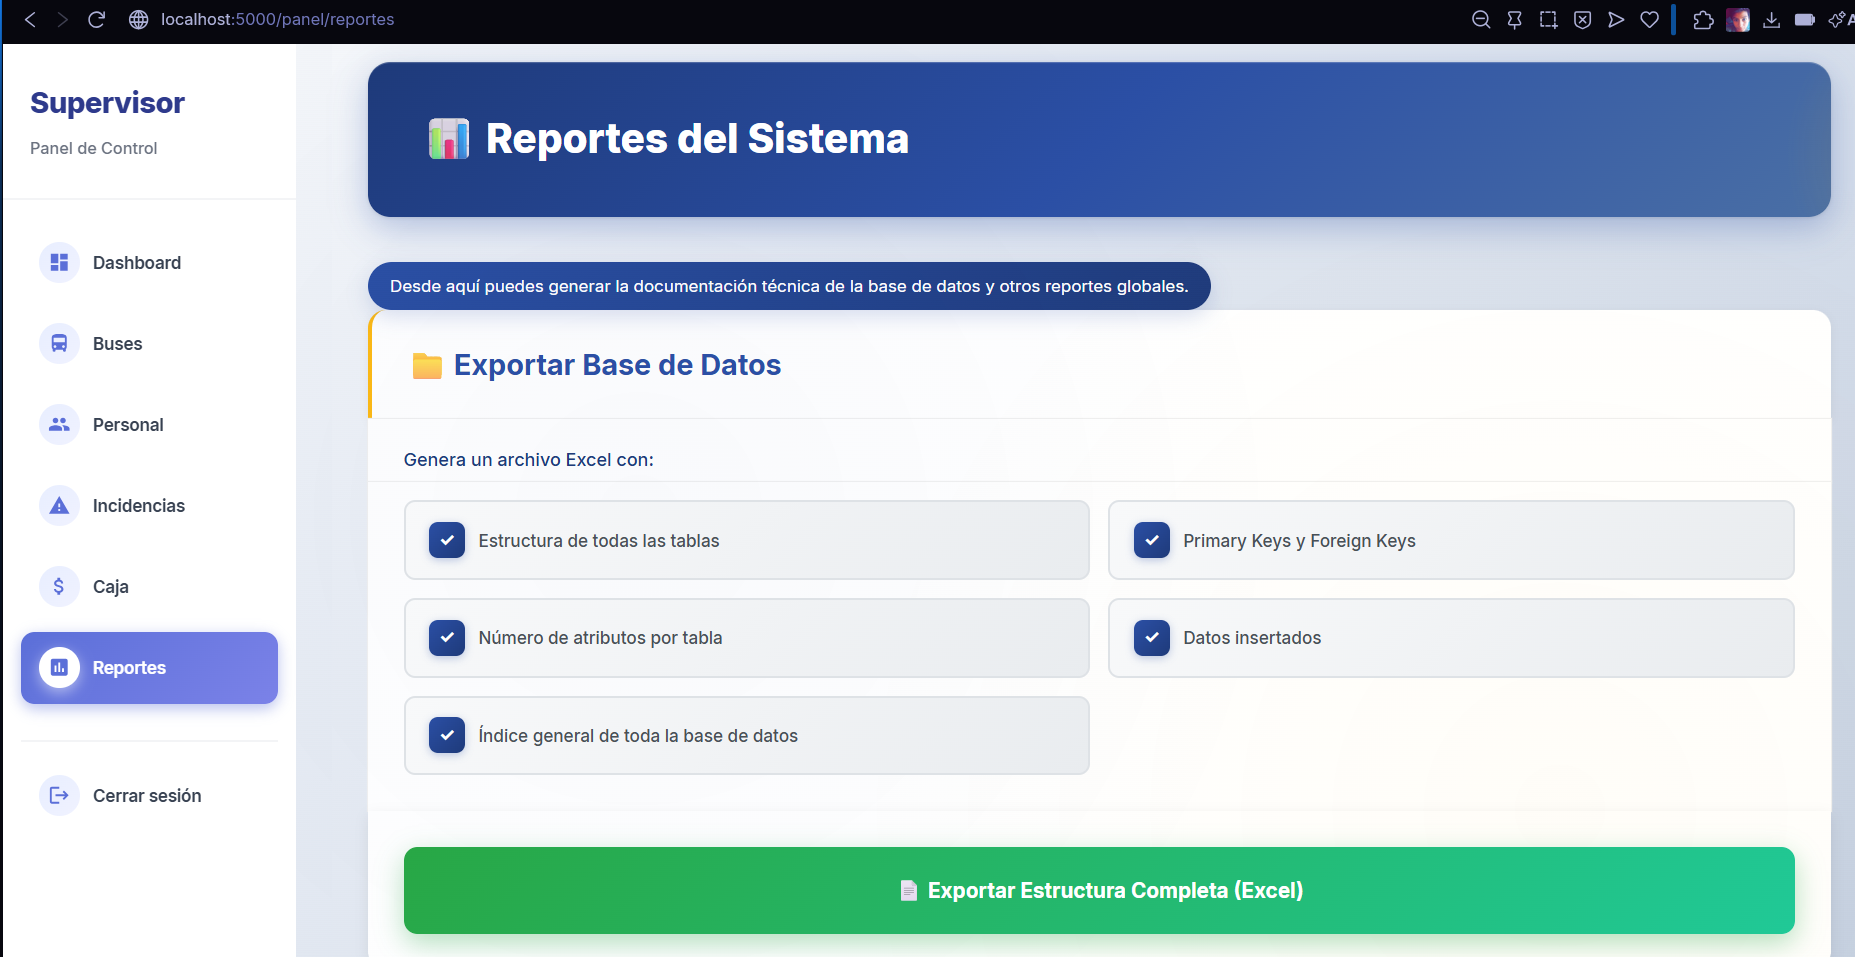 localhost:5000/panel/reportes
Supervisor
Panel de Control
Dashboard
Buses
Personal
Incidencias
Caja
Reportes
Cerrar sesión
Reportes del Sistema
Desde aquí puedes generar la documentación técnica de la base de datos y otros reportes globales.
Exportar Base de Datos
Genera un archivo Excel con:
Estructura de todas las tablas
Primary Keys y Foreign Keys
Número de atributos por tabla
Datos insertados
Índice general de toda la base de datos
Exportar Estructura Completa (Excel)